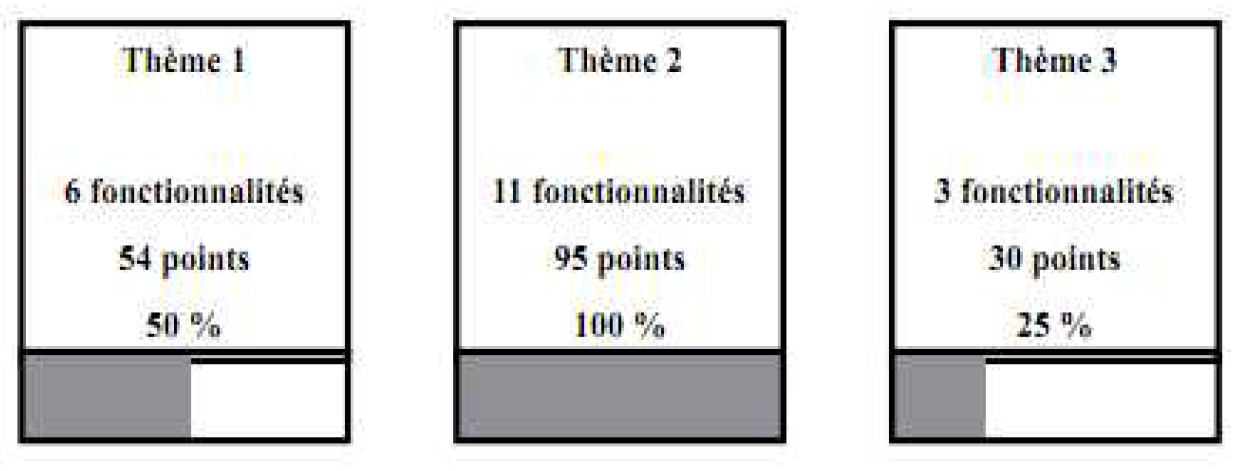 Thème 1
6 fonctionnalités
54 points
50 %
Thème 2
11 fonctionnalités
95 points
100 %
Thème 3
3 fonctionnalités
30 points
25 %